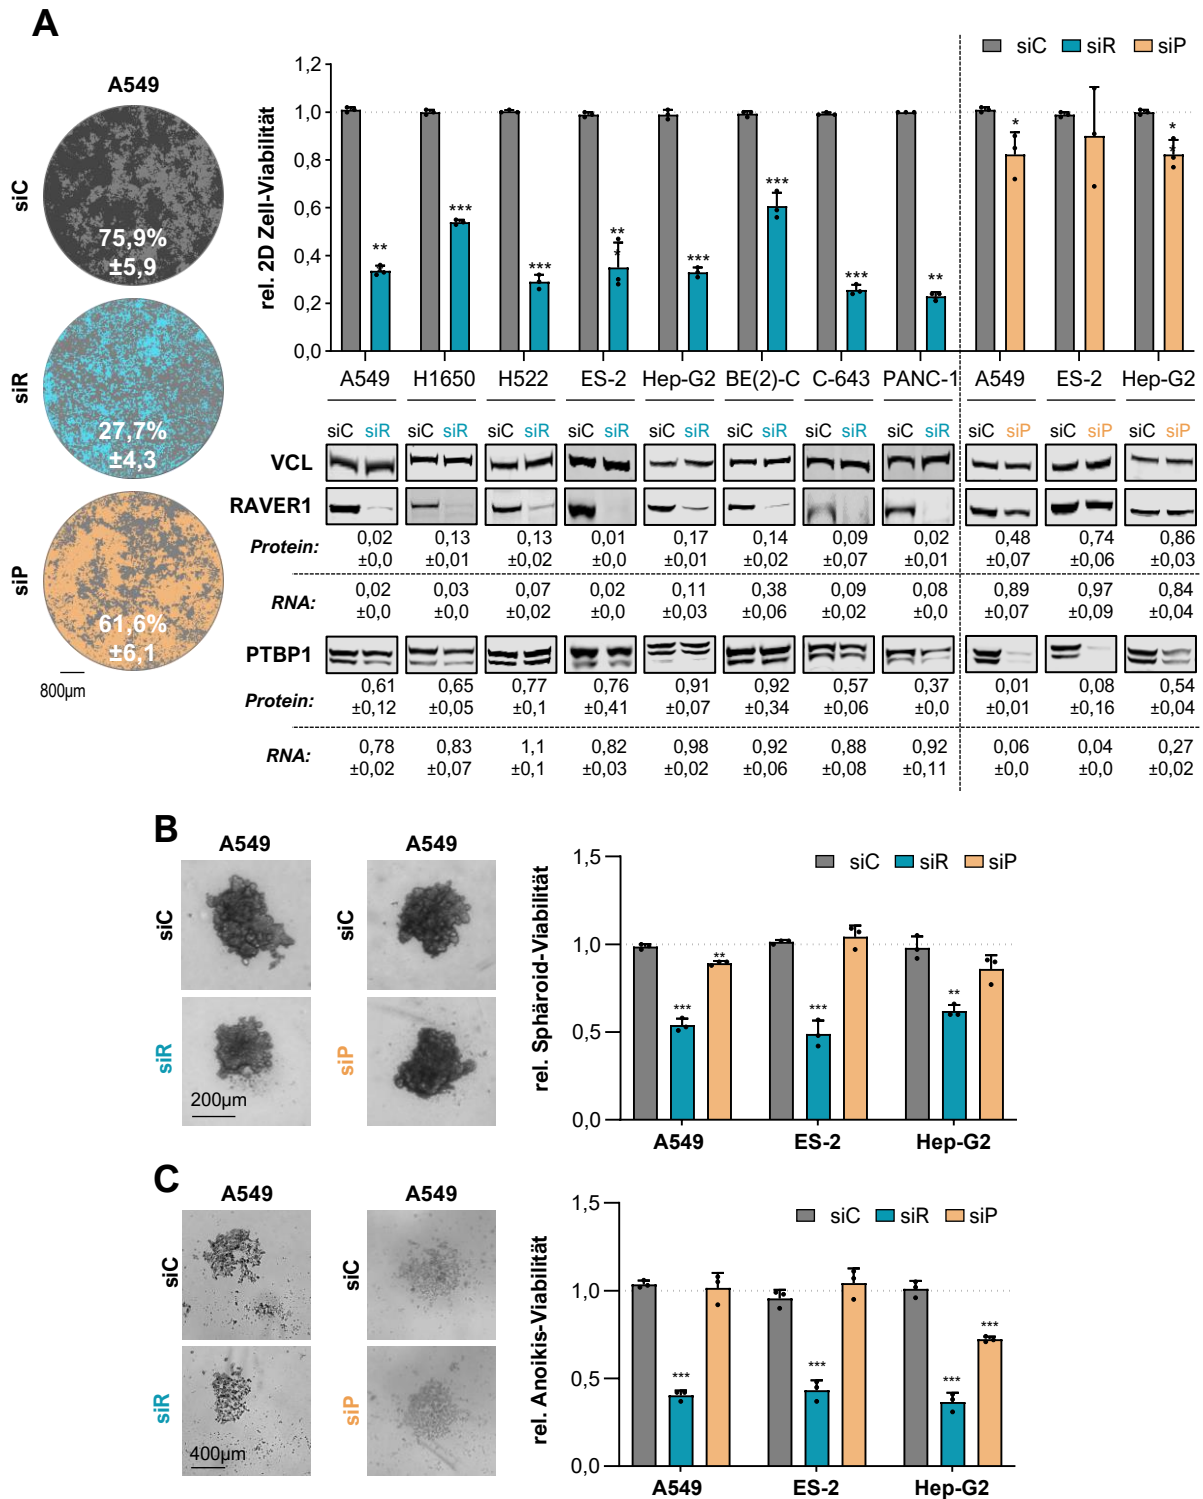 A
A549
siC
75,9%
±5,9
siR
27,7%
±4,3
siP
61,6%
±6,1
800µm
siC siR siP
rel. 2D Zell-Viabilität
1,2
1,0
0,8
0,6
0,4
0,2
0,0
** *** *** ** * *** *** *** ** * * *
A549 H1650 H522 ES-2 Hep-G2 BE(2)-C C-643 PANC-1 A549 ES-2 Hep-G2
siC siR siC siR siC siR siC siR siC siR siC siR siC siR siC siR siC siP siC siP siC siP
VCL
RAVER1
Protein: 0,02 0,13 0,13 0,01 0,17 0,14 0,09 0,02 0,48 0,74 0,86
±0,0 ±0,01 ±0,02 ±0,0 ±0,01 ±0,02 ±0,07 ±0,01 ±0,07 ±0,06 ±0,03
RNA: 0,02 0,03 0,07 0,02 0,11 0,38 0,09 0,08 0,89 0,97 0,84
±0,0 ±0,0 ±0,02 ±0,0 ±0,03 ±0,06 ±0,02 ±0,0 ±0,07 ±0,09 ±0,04
PTBP1
Protein: 0,61 0,65 0,77 0,76 0,91 0,92 0,57 0,37 0,01 0,08 0,54
±0,12 ±0,05 ±0,1 ±0,41 ±0,07 ±0,34 ±0,06 ±0,0 ±0,01 ±0,16 ±0,04
RNA: 0,78 0,83 1,1 0,82 0,98 0,92 0,88 0,92 0,06 0,04 0,27
±0,02 ±0,07 ±0,1 ±0,03 ±0,02 ±0,06 ±0,08 ±0,11 ±0,0 ±0,0 ±0,02
B
A549 A549
siC siC
siR siP
200µm
rel. Sphäroid-Viabilität
siC siR siP
1,5
1,0
0,5
0,0
*** ** *** **
A549 ES-2 Hep-G2
C
A549 A549
siC siC
siR siP
400µm
rel. Anoikis-Viabilität
siC siR siP
1,5
1,0
0,5
0,0
*** *** *** ***
A549 ES-2 Hep-G2